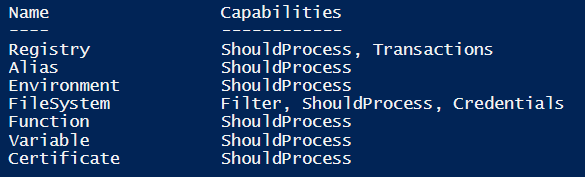 Name Capabilities
---- ------------
Registry ShouldProcess, Transactions
Alias ShouldProcess
Environment ShouldProcess
FileSystem Filter, ShouldProcess, Credentials
Function ShouldProcess
Variable ShouldProcess
Certificate ShouldProcess